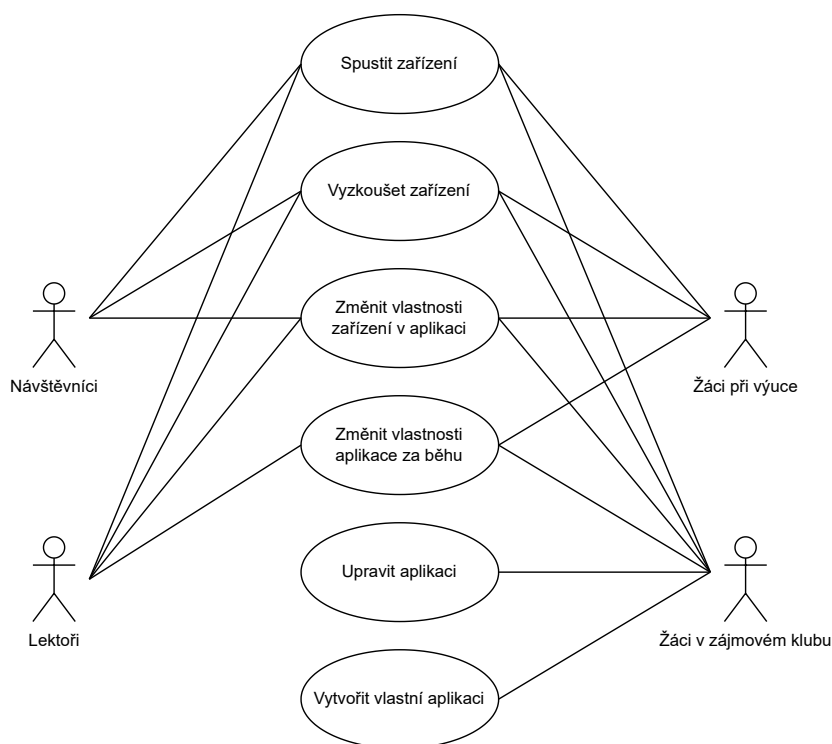 Spustit zařízení
Vyzkoušet zařízení
Změnit vlastnosti
zařízení v aplikaci
Návštěvníci
Žáci při výuce
Změnit vlastnosti
aplikace za běhu
Upravit aplikaci
Lektoři
Žáci v zájmovém klubu
Vytvořit vlastní aplikaci